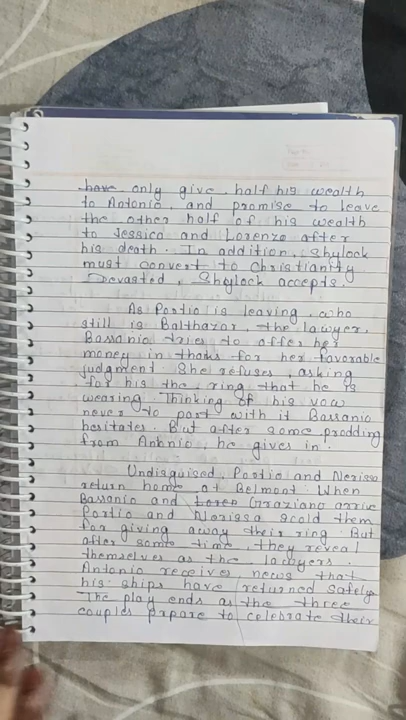 have only give half his wealth
to Antonio and promise to leave
the other half of his wealth
to Jessica and Lorenzo after
his death. In addition, Shylock
must convert to Christianity
Devasted, Shylock accepts.
As Portio is leaving, who
still is Balthazar, the lawyer,
Bassanio tries to offer her
money in thaks for her favorable
judgment. She refuses, asking
for his the ring that he is
wearing. Thinking of his vow
never to part with it Bassanio
hesitates. But after some prodding
from Antonio, he gives in.
Undisguised, Portio and Nerissa
return home at Belmont. When
Bassanio and Loren Graziano arrive
Portio and Nerissa scold them
for giving away their ring. But
after some time, they reveal
themselves as the lawyers.
Antonio receives news that
his ships have returned safely
The play ends as the three
couples prpare to celebrate their